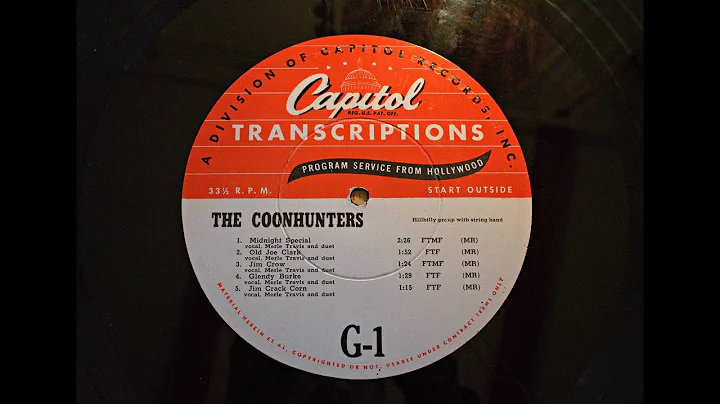 A DIVISION OF CAPITOL RECORDS, INC.
Capitol
REG. U.S. PAT. OFF.
TRANSCRIPTIONS
PROGRAM SERVICE FROM HOLLYWOOD
33⅓ R.P.M. START OUTSIDE
THE COONHUNTERS Hillbilly group with string band
1. Midnight Special 2:26 FTMF (MR)
vocal, Merle Travis and duet
2. Old Joe Clark 1:52 FTF (MR)
vocal, Merle Travis and duet
3. Jim Crow 1:24 FTMF (MR)
vocal, Merle Travis and duet
4. Glendy Burke 1:29 FTF (MR)
vocal, Merle Travis and duet
5. Jim Crack Corn 1:15 FTF (MR)
vocal, Merle Travis and duet
G-1
MATERIAL HEREIN ET AL. COPYRIGHTED OR NOT, USABLE UNDER CONTRACT TERMS ONLY